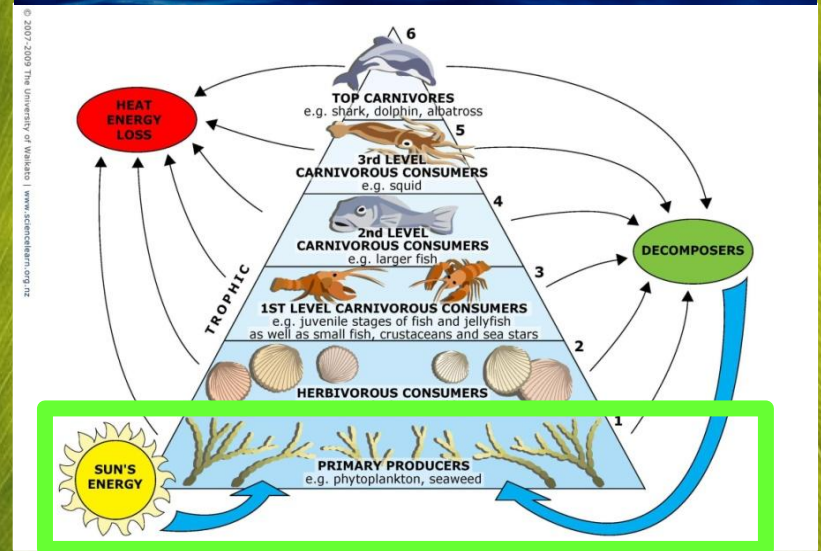 © 2007-2009 The University of Waikato | www.sciencelearn.org.nz
6
HEAT
ENERGY
LOSS
TOP CARNIVORES
e.g. shark, dolphin, albatross
5
3rd LEVEL
CARNIVOROUS CONSUMERS
e.g. squid
4
2nd LEVEL
CARNIVOROUS CONSUMERS
e.g. larger fish
DECOMPOSERS
3
TROPHIC
1ST LEVEL CARNIVOROUS CONSUMERS
e.g. juvenile stages of fish and jellyfish
as well as small fish, crustaceans and sea stars
2
HERBIVOROUS CONSUMERS
1
SUN'S
ENERGY
PRIMARY PRODUCERS
e.g. phytoplankton, seaweed